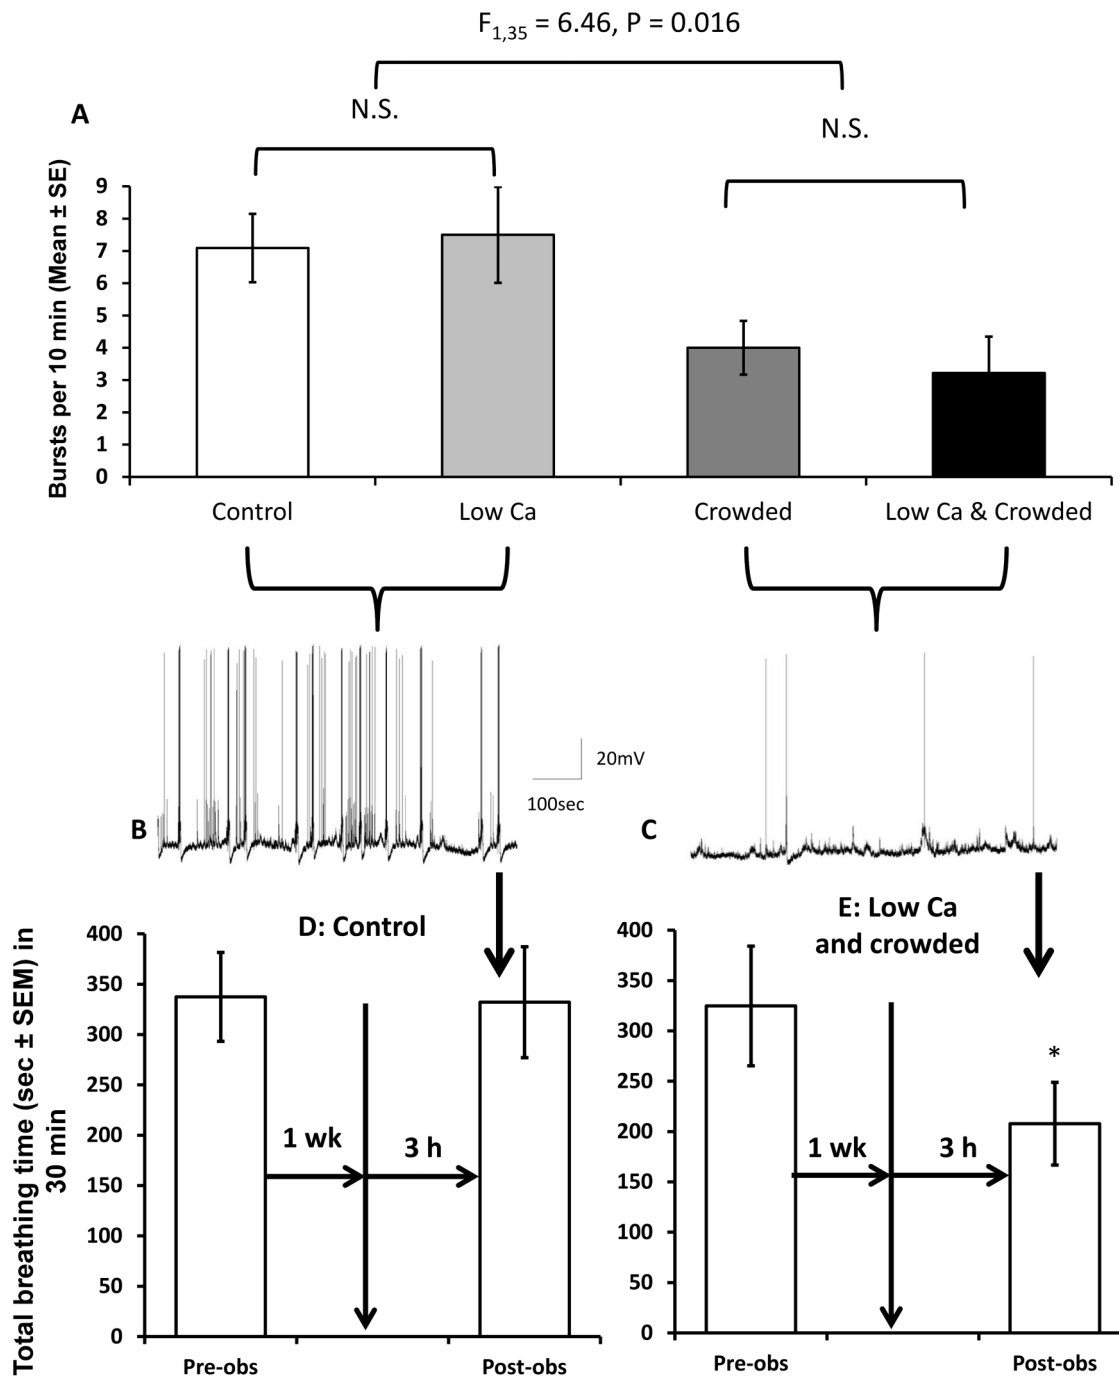 F1,35 = 6.46, P = 0.016
A
N.S.
N.S.
Bursts per 10 min (Mean ± SE)
9
8
7
6
5
4
3
2
1
0
Control
Low Ca
Crowded
Low Ca & Crowded
20mV
100sec
B
C
D: Control
E: Low Ca
and crowded
Total breathing time (sec ± SEM) in
30 min
400
350
300
250
200
150
100
50
0
1 wk
3 h
Pre-obs
Post-obs
400
350
300
250
200
150
100
50
0
*
1 wk
3 h
Pre-obs
Post-obs